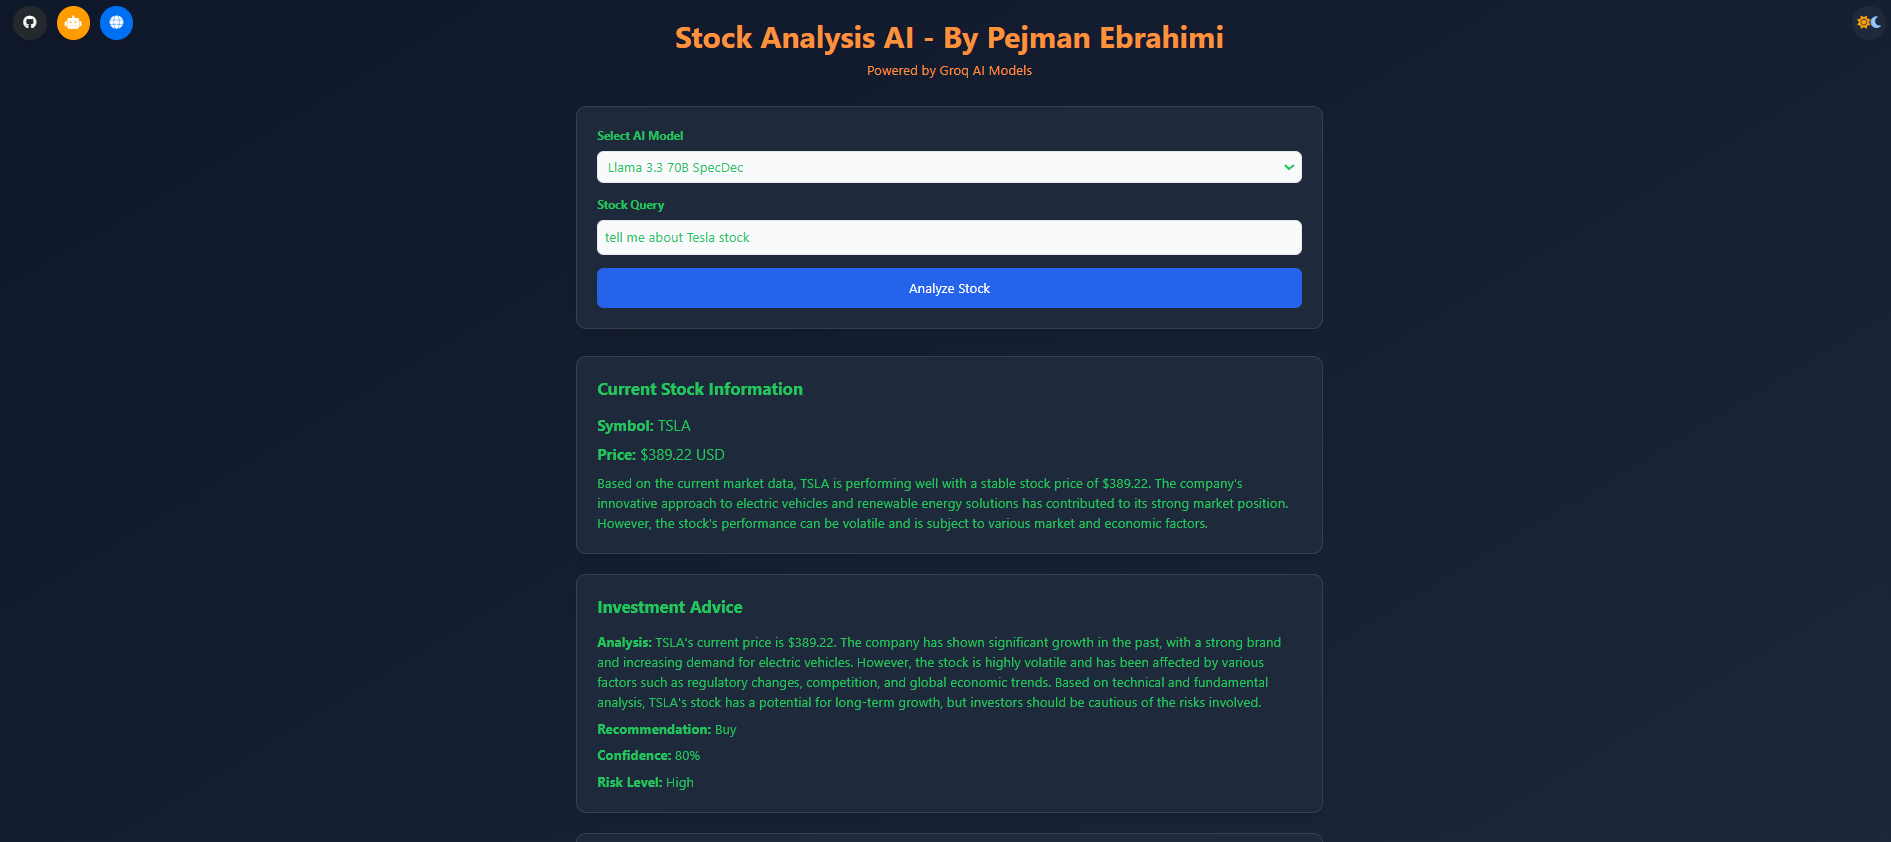 Stock Analysis AI - By Pejman Ebrahimi
Powered by Groq AI Models
Select AI Model
Llama 3.3 70B SpecDec
Stock Query
tell me about Tesla stock
Analyze Stock
Current Stock Information
Symbol: TSLA
Price: $389.22 USD
Based on the current market data, TSLA is performing well with a stable stock price of $389.22. The company's
innovative approach to electric vehicles and renewable energy solutions has contributed to its strong market position.
However, the stock's performance can be volatile and is subject to various market and economic factors.
Investment Advice
Analysis: TSLA's current price is $389.22. The company has shown significant growth in the past, with a strong brand
and increasing demand for electric vehicles. However, the stock is highly volatile and has been affected by various
factors such as regulatory changes, competition, and global economic trends. Based on technical and fundamental
analysis, TSLA's stock has a potential for long-term growth, but investors should be cautious of the risks involved.
Recommendation: Buy
Confidence: 80%
Risk Level: High